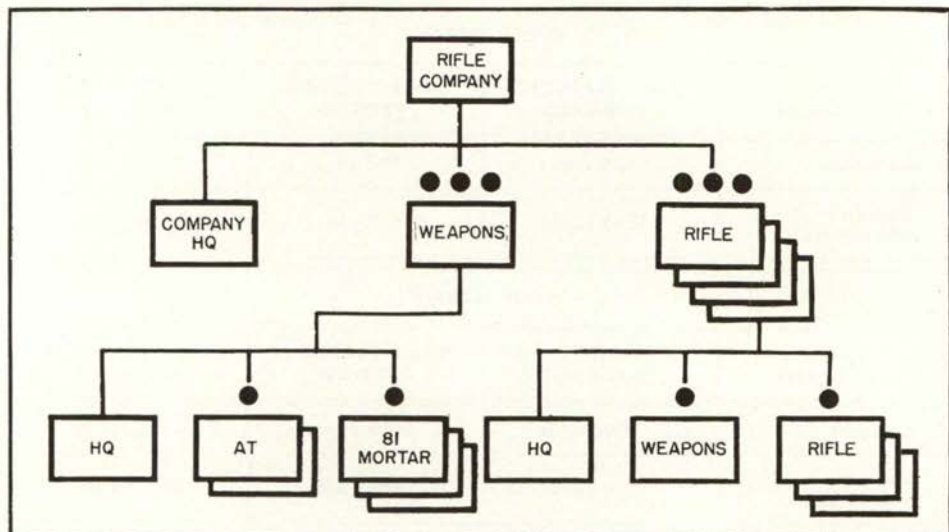 RIFLE
COMPANY
COMPANY
HQ
WEAPONS
RIFLE
HQ
AT
81
MORTAR
HQ
WEAPONS
RIFLE